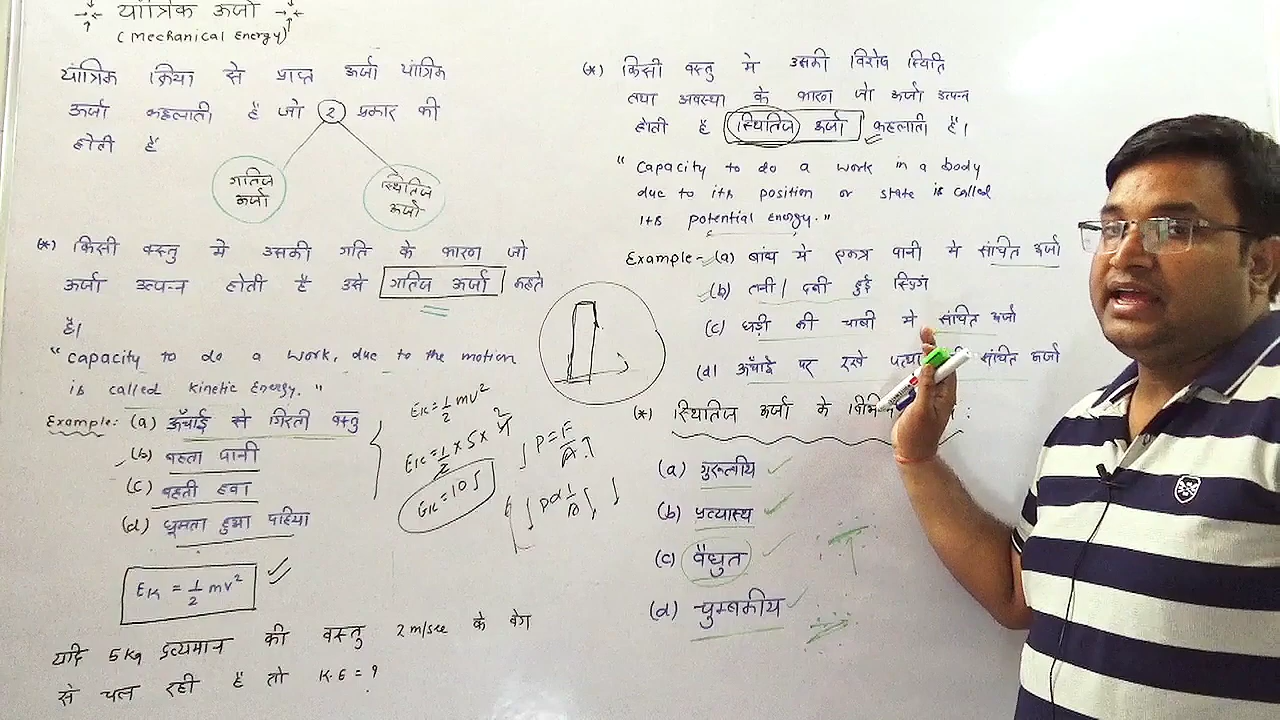 यांत्रिक ऊर्जा
(Mechanical Energy)
यांत्रिक क्रिया से प्राप्त ऊर्जा यांत्रिक
ऊर्जा कहलाती है जो 2 प्रकार की
होती है
गतिज
ऊर्जा
स्थितिज
ऊर्जा
(*) किसी वस्तु मे उसकी गति के कारण जो
ऊर्जा उत्पन्न होती है उसे गतिज ऊर्जा कहते
है।
"capacity to do a work, due to the motion
is called kinetic Energy."
Example: (a) ऊँचाई से गिरती वस्तु
(b) बहता पानी
(c) बहती हवा
(d) घूमता हुआ पहिया
EK = 1/2 mv²
EK = 1/2 mv²
EK = 1/2 × 5 ×
EK = 10 J
P = F/A
P α 1/A
यदि 5 Kg द्रव्यमान की वस्तु 2 m/sec के वेग
से चल रही है तो K.E = ?
(*) किसी वस्तु मे उसकी विशेष स्थिति
तथा अवस्था के कारण जो ऊर्जा उत्पन्न
होती है स्थितिज ऊर्जा कहलाती है।
"capacity to do a work in a body
due to its position or state is called
its potential energy."
Example- (a) बांध मे एकत्र पानी मे संचित ऊर्जा
(b) तनी / दबी हुई स्प्रिंग
(c) घड़ी की चाबी मे संचित ऊर्जा
(d) ऊँचाई पर रखे संचित ऊर्जा
(*) स्थितिज ऊर्जा के :
(a) गुरुत्वीय
(b) प्रत्यास्थ
(c) वैधुत
(d) चुम्बकीय